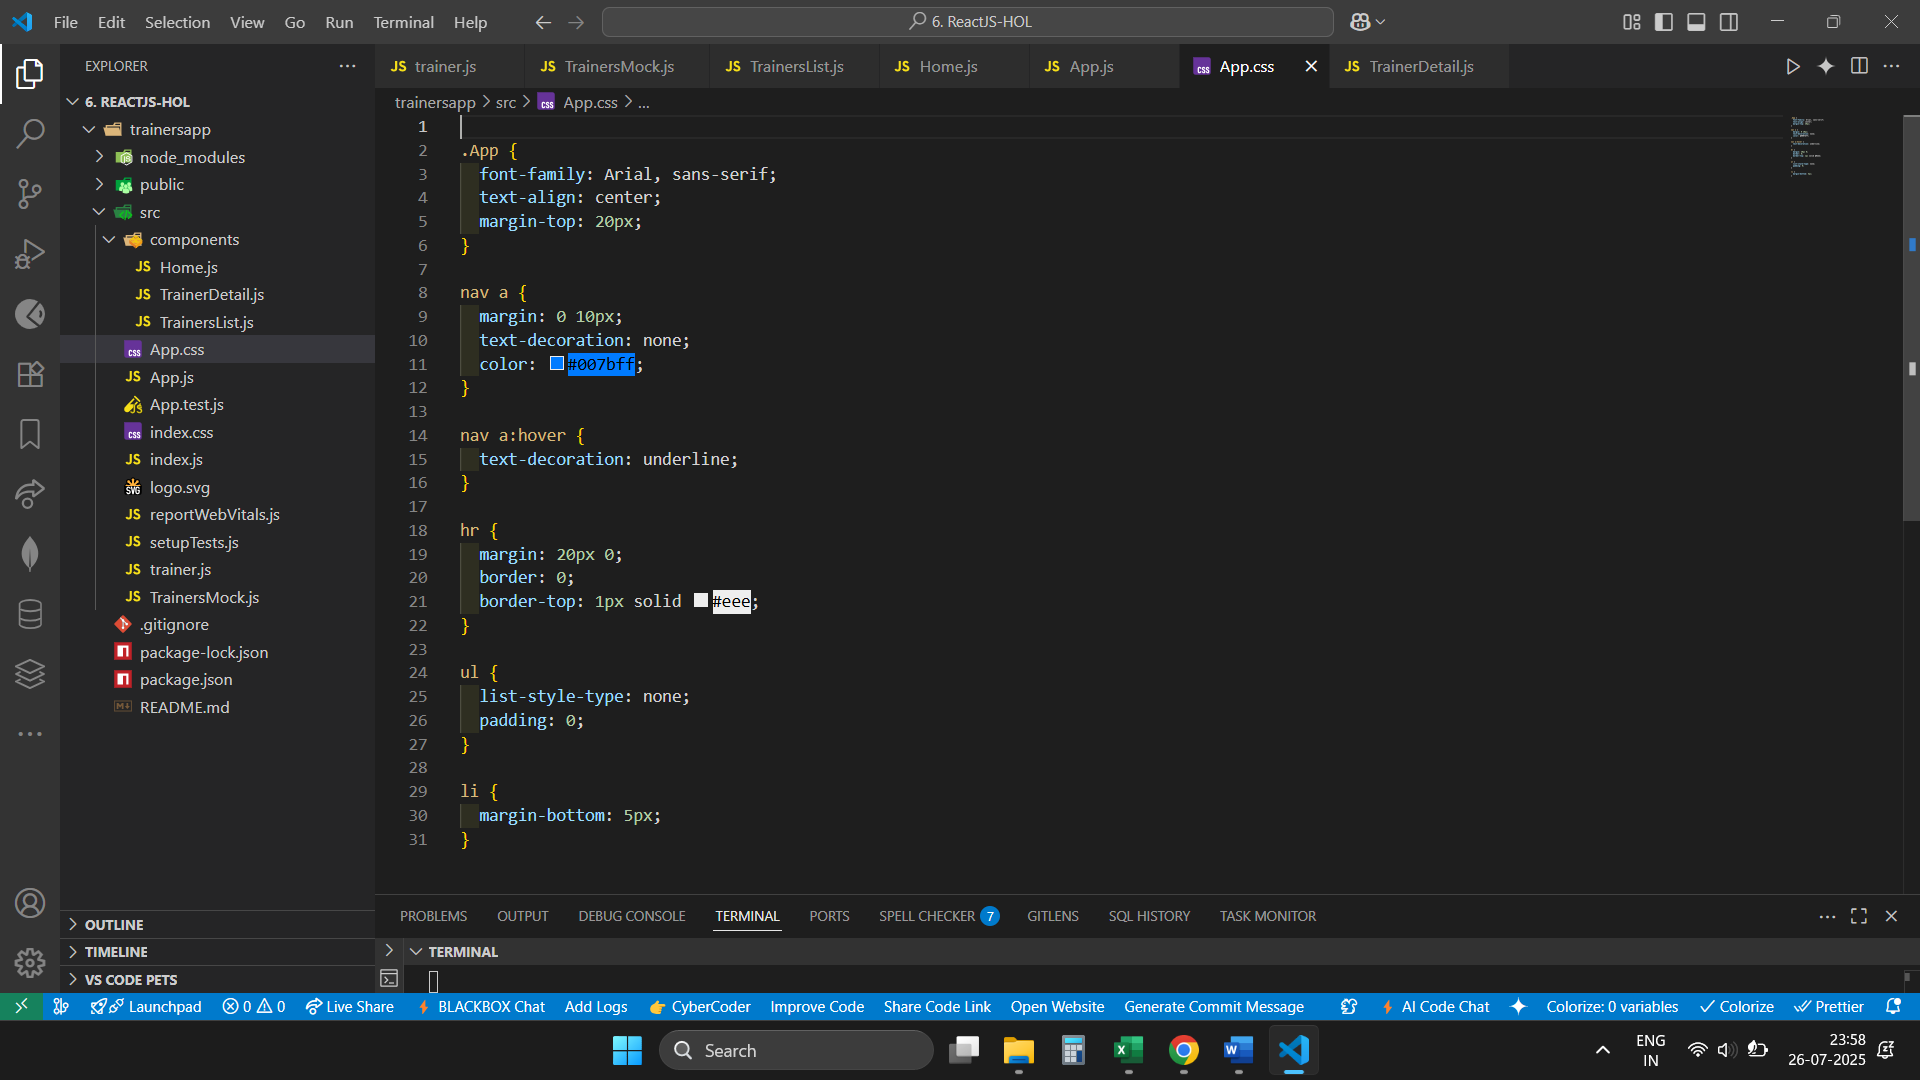 File Edit Selection View Go Run Terminal Help
6. ReactJS-HOL
EXPLORER
6. REACTJS-HOL
trainersapp
node_modules
public
src
components
JS Home.js
JS TrainerDetail.js
JS TrainersList.js
css App.css
JS App.js
App.test.js
css index.css
JS index.js
SVG logo.svg
JS reportWebVitals.js
JS setupTests.js
JS trainer.js
JS TrainersMock.js
.gitignore
package-lock.json
package.json
README.md
OUTLINE
TIMELINE
VS CODE PETS
JS trainer.js JS TrainersMock.js JS TrainersList.js JS Home.js JS App.js css App.css JS TrainerDetail.js
trainersapp > src > css App.css > ...
1
2 .App {
3 font-family: Arial, sans-serif;
4 text-align: center;
5 margin-top: 20px;
6 }
7
8 nav a {
9 margin: 0 10px;
10 text-decoration: none;
11 color: #007bff;
12 }
13
14 nav a:hover {
15 text-decoration: underline;
16 }
17
18 hr {
19 margin: 20px 0;
20 border: 0;
21 border-top: 1px solid #eee;
22 }
23
24 ul {
25 list-style-type: none;
26 padding: 0;
27 }
28
29 li {
30 margin-bottom: 5px;
31 }
PROBLEMS OUTPUT DEBUG CONSOLE TERMINAL PORTS SPELL CHECKER 7 GITLENS SQL HISTORY TASK MONITOR
TERMINAL
Launchpad 0 0 Live Share BLACKBOX Chat Add Logs CyberCoder Improve Code Share Code Link Open Website Generate Commit Message AI Code Chat Colorize: 0 variables Colorize Prettier
Search
ENG
IN
23:58
26-07-2025